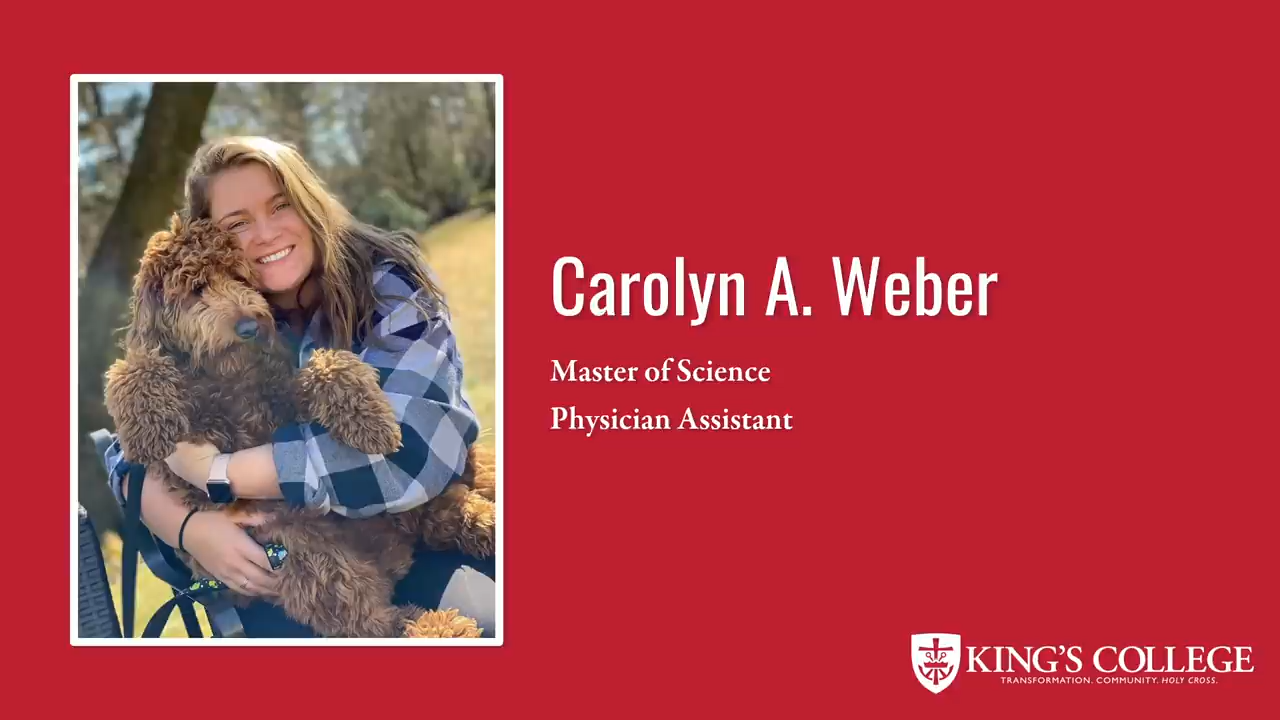 Carolyn A. Weber
Master of Science
Physician Assistant
KING'S COLLEGE
TRANSFORMATION. COMMUNITY. HOLY CROSS.